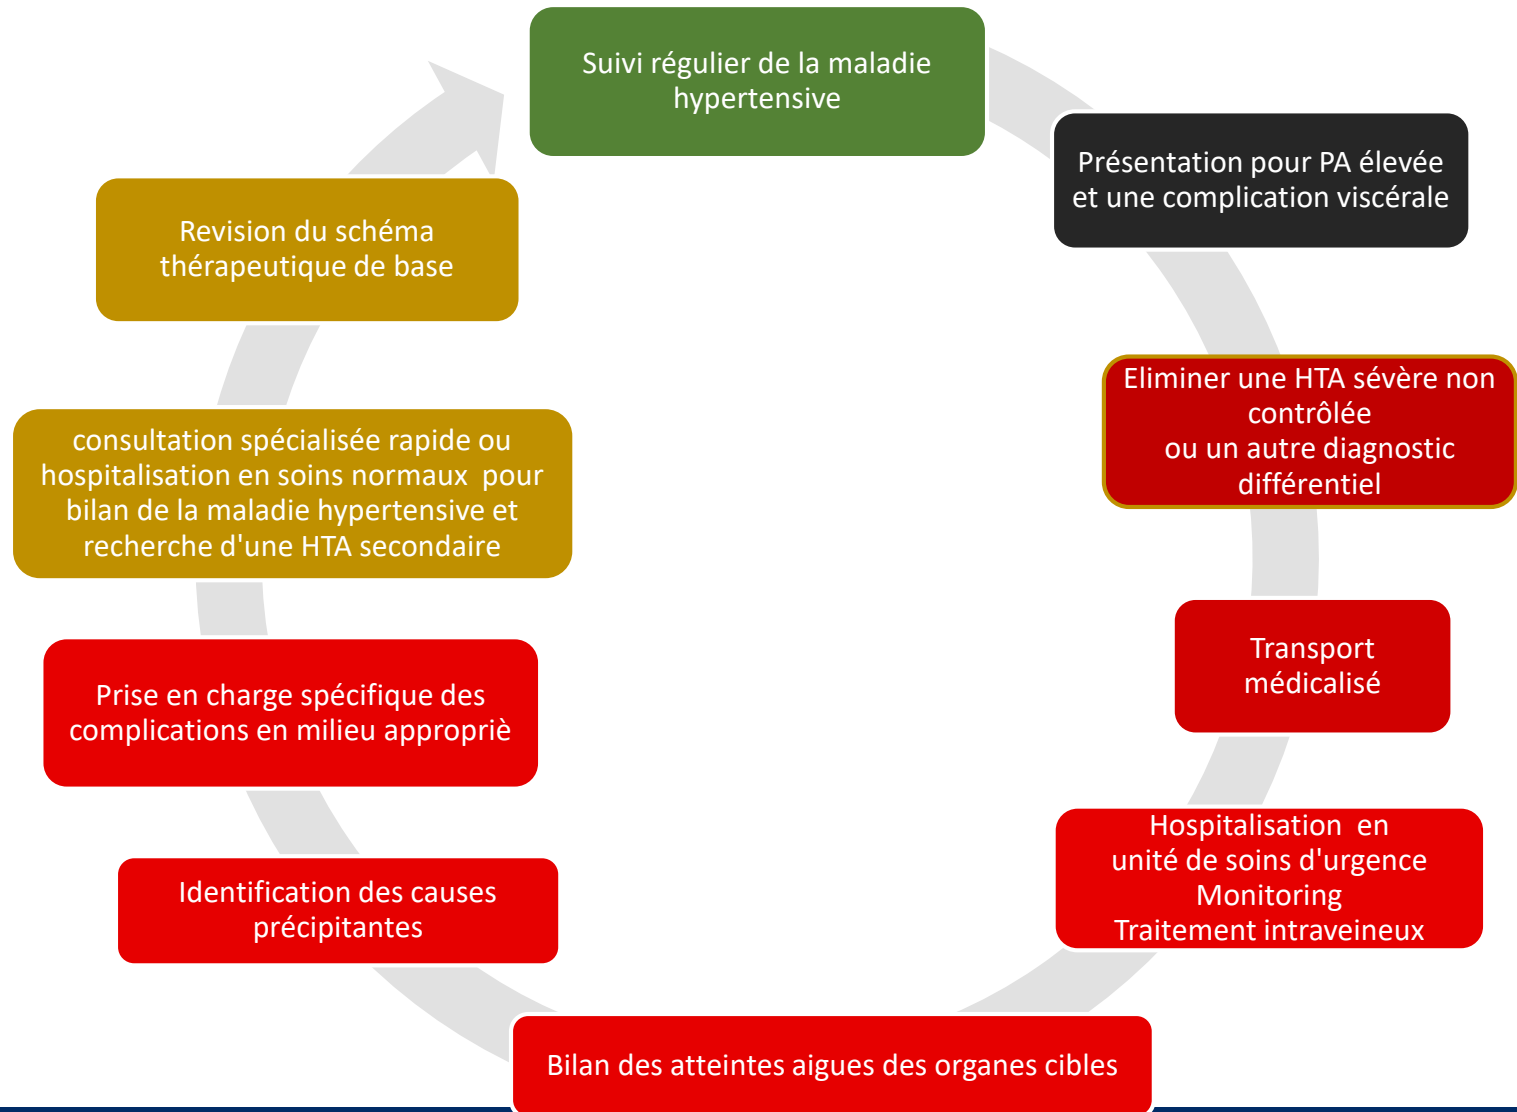 Suivi régulier de la maladie
hypertensive
Présentation pour PA élevée
et une complication viscérale
Eliminer une HTA sévère non
contrôlée
ou un autre diagnostic
différentiel
Transport
médicalisé
Hospitalisation en
unité de soins d'urgence
Monitoring
Traitement intraveineux
Bilan des atteintes aigues des organes cibles
Identification des causes
précipitantes
Prise en charge spécifique des
complications en milieu appropriè
consultation spécialisée rapide ou
hospitalisation en soins normaux pour
bilan de la maladie hypertensive et
recherche d'une HTA secondaire
Revision du schéma
thérapeutique de base